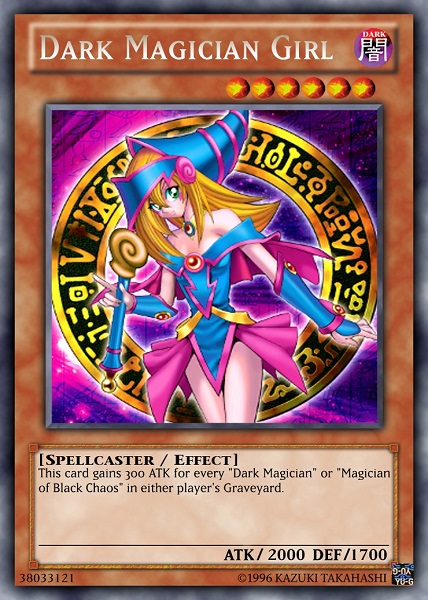 DARK MAGICIAN GIRL
DARK
闇
[SPELLCASTER / EFFECT]
This card gains 300 ATK for every "Dark Magician" or "Magician
of Black Chaos" in either player's Graveyard.
ATK / 2000 DEF/1700
38033121
©1996 KAZUKI TAKAHASHI